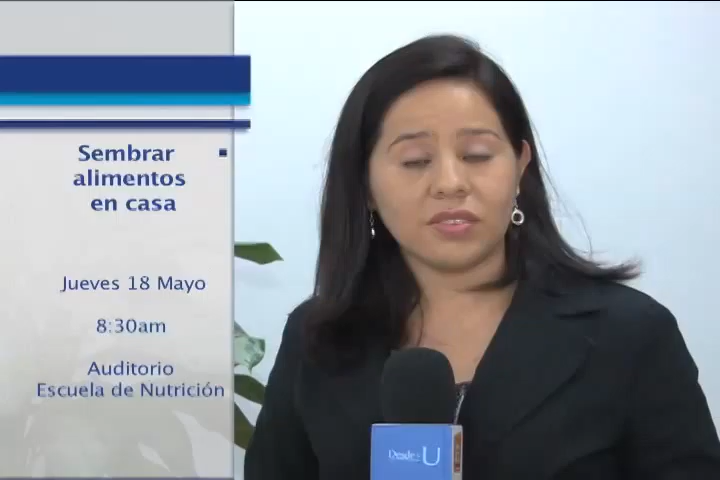 Sembrar
alimentos
en casa
Jueves 18 Mayo
8:30am
Auditorio
Escuela de Nutrición
Desde U